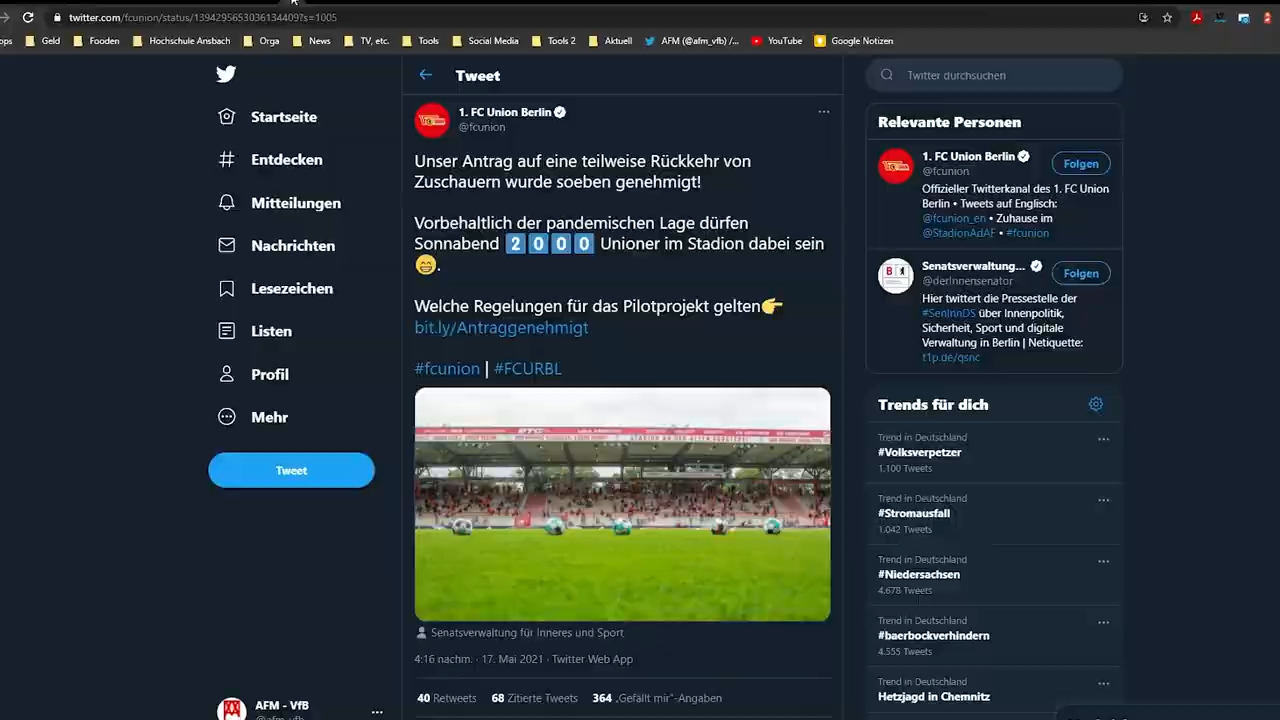 twitter.com/fcunion/status/1394295653036134409?s=1005
Geld
Fooden
Hochschule Ansbach
Orga
News
TV, etc.
Tools
Social Media
Tools 2
Aktuell
AFM (@afm_vfb) /...
YouTube
Google Notizen
Startseite
Entdecken
Mitteilungen
Nachrichten
Lesezeichen
Listen
Profil
Mehr
Tweet
AFM - VfB
@afm_vfb
Tweet
1. FC Union Berlin
@fcunion
Unser Antrag auf eine teilweise Rückkehr von
Zuschauern wurde soeben genehmigt!
Vorbehaltlich der pandemischen Lage dürfen
Sonnabend 2️⃣0️⃣0️⃣0️⃣ Unioner im Stadion dabei sein
😁.
Welche Regelungen für das Pilotprojekt gelten👉
bit.ly/Antraggenehmigt
#fcunion | #FCURBL
Senatsverwaltung für Inneres und Sport
4:16 nachm. · 17. Mai 2021 · Twitter Web App
40 Retweets 68 Zitierte Tweets 364 „Gefällt mir“-Angaben
Twitter durchsuchen
Relevante Personen
1. FC Union Berlin
@fcunion
Folgen
Offizieller Twitterkanal des 1. FC Union
Berlin • Tweets auf Englisch:
@fcunion_en • Zuhause im
@StadionAdAF • #fcunion
Senatsverwaltung...
@derInnensenator
Folgen
Hier twittert die Pressestelle der
#SenInnDS über Innenpolitik,
Sicherheit, Sport und digitale
Verwaltung in Berlin | Netiquette:
t1p.de/qsnc
Trends für dich
Trend in Deutschland
#Volksverpetzer
1.100 Tweets
Trend in Deutschland
#Stromausfall
1.042 Tweets
Trend in Deutschland
#Niedersachsen
4.678 Tweets
Trend in Deutschland
#baerbockverhindern
4.555 Tweets
Trend in Deutschland
Hetzjagd in Chemnitz